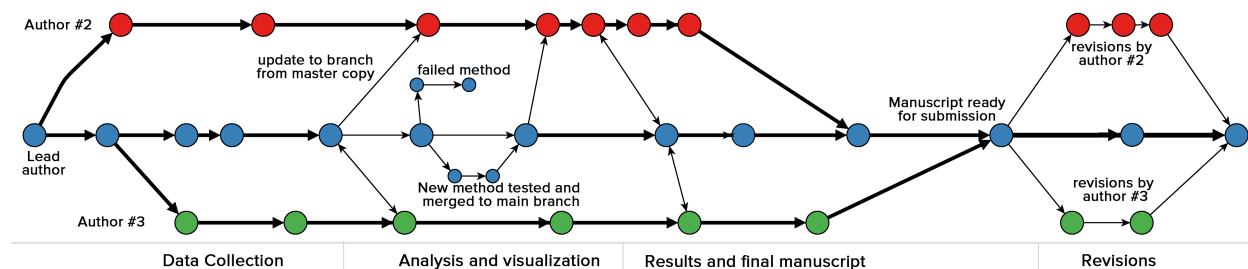 Author #2
update to branch
from master copy
failed method
Lead
author
New method tested and
merged to main branch
Author #3
Manuscript ready
for submission
revisions by
author #2
revisions by
author #3
Data Collection
Analysis and visualization
Results and final manuscript
Revisions